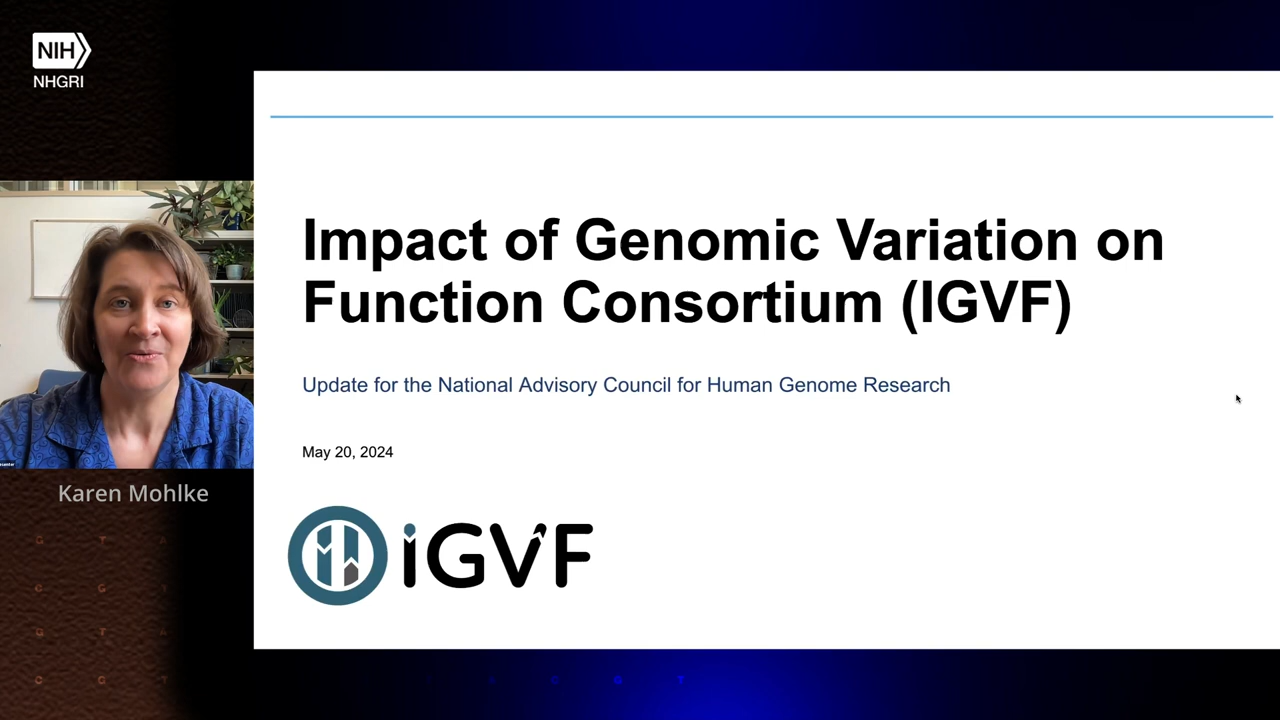 NIH
NHGRI
Impact of Genomic Variation on
Function Consortium (IGVF)
Update for the National Advisory Council for Human Genome Research
May 20, 2024
iGVF
Karen Mohlke